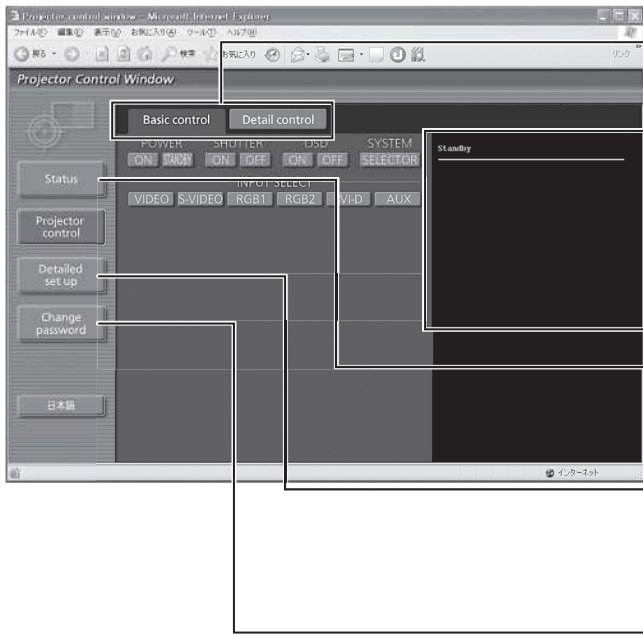 Projector control window - Microsoft Internet Explorer
ファイル(F) 編集(E) 表示(V) お気に入り(A) ツール(T) ヘルプ(H)
戻る 検索 お気に入り リンク »
Projector Control Window
Basic control Detail control
POWER SHUTTER OSD SYSTEM
ON STANDBY ON OFF ON OFF SELECTOR
INPUT SELECT
VIDEO S-VIDEO RGB1 RGB2 DVI-D AUX
Standby
Status
Projector
control
Detailed
set up
Change
password
日本語
インターネット